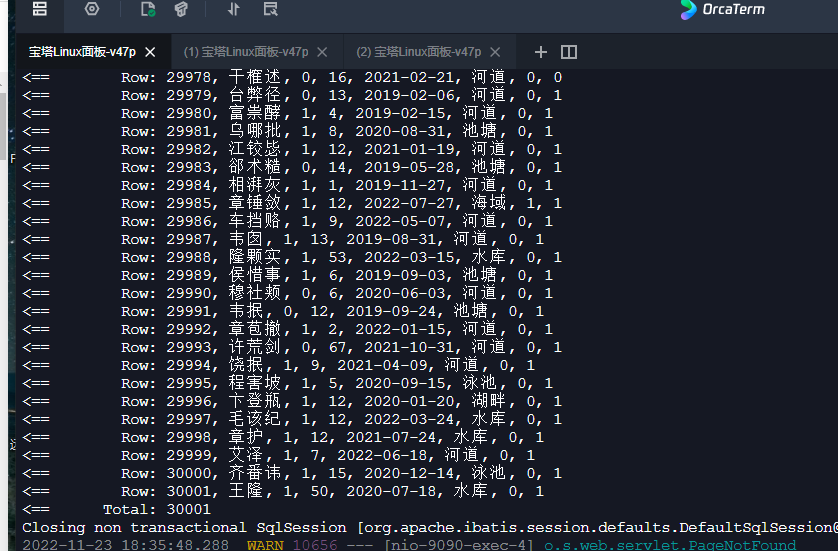 OrcaTerm
宝塔Linux面板-v47p × (1) 宝塔Linux面板-v47p × (2) 宝塔Linux面板-v47p ×
<== Row: 29978, 干榷述, 0, 16, 2021-02-21, 河道, 0, 0
<== Row: 29979, 台弊径, 0, 13, 2019-02-06, 河道, 0, 1
<== Row: 29980, 富祟酵, 1, 4, 2019-02-15, 河道, 0, 1
<== Row: 29981, 乌哪批, 1, 8, 2020-08-31, 池塘, 0, 1
<== Row: 29982, 江铰毖, 1, 12, 2021-01-19, 河道, 0, 1
<== Row: 29983, 郤术糙, 0, 14, 2019-05-28, 池塘, 0, 1
<== Row: 29984, 相湃灰, 1, 1, 2019-11-27, 河道, 0, 1
<== Row: 29985, 章锤敛, 1, 12, 2022-07-27, 海域, 1, 1
<== Row: 29986, 车挡赂, 1, 9, 2022-05-07, 河道, 0, 1
<== Row: 29987, 韦囹, 1, 13, 2019-08-31, 河道, 0, 1
<== Row: 29988, 隆颗实, 1, 53, 2022-03-15, 水库, 0, 1
<== Row: 29989, 侯惜事, 1, 6, 2019-09-03, 池塘, 0, 1
<== Row: 29990, 穆社颊, 0, 6, 2020-06-03, 河道, 0, 1
<== Row: 29991, 韦抿, 0, 12, 2019-09-24, 池塘, 0, 1
<== Row: 29992, 章苞撤, 1, 2, 2022-01-15, 河道, 0, 1
<== Row: 29993, 许荒剑, 0, 67, 2021-10-31, 河道, 0, 1
<== Row: 29994, 饶抿, 1, 9, 2021-04-09, 河道, 0, 1
<== Row: 29995, 程害坡, 1, 5, 2020-09-15, 泳池, 0, 1
<== Row: 29996, 卞登瓶, 1, 12, 2020-01-20, 湖畔, 0, 1
<== Row: 29997, 毛该纪, 1, 12, 2022-03-24, 水库, 0, 1
<== Row: 29998, 章护, 1, 12, 2021-07-24, 水库, 0, 1
<== Row: 29999, 艾泽, 1, 7, 2022-06-18, 河道, 0, 1
<== Row: 30000, 齐番讳, 1, 15, 2020-12-14, 泳池, 0, 1
<== Row: 30001, 王隆, 1, 50, 2020-07-18, 水库, 0, 1
<== Total: 30001
Closing non transactional SqlSession [org.apache.ibatis.session.defaults.DefaultSqlSession@
2022-11-23 18:35:48.288 WARN 10656 --- [nio-9090-exec-4] o.s.web.servlet.PageNotFound